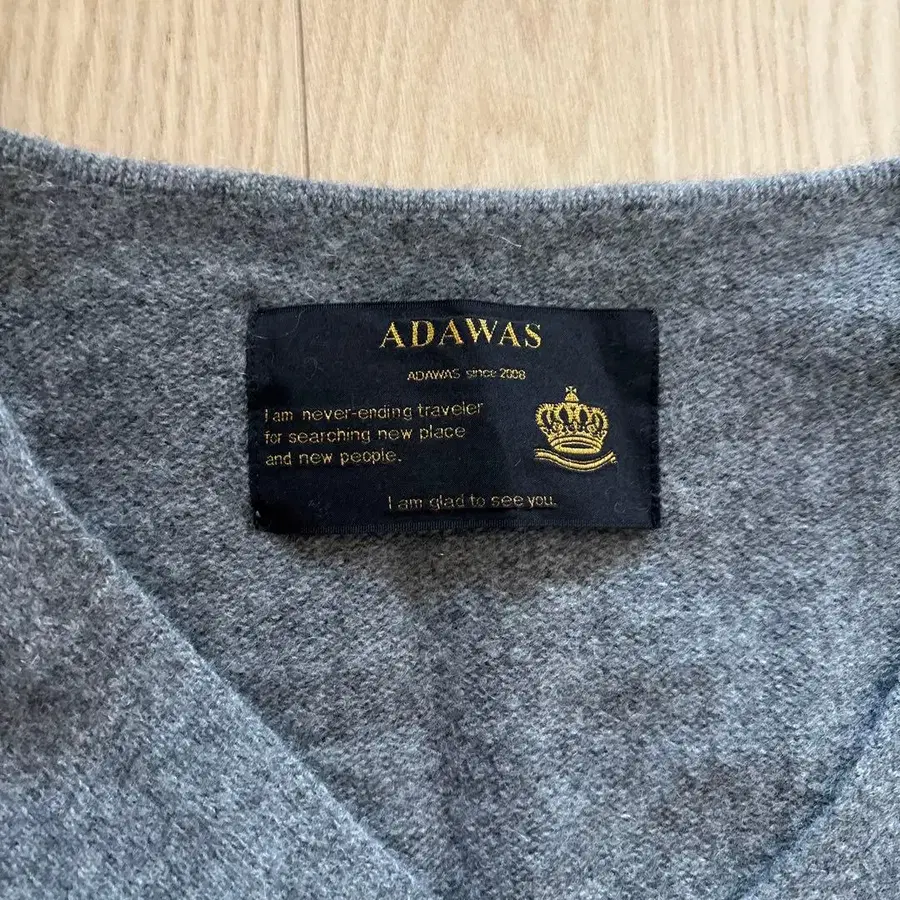 ADAWAS
ADAWAS since 2008
I am never-ending traveler
for searching new place
and new people.
I am glad to see you.